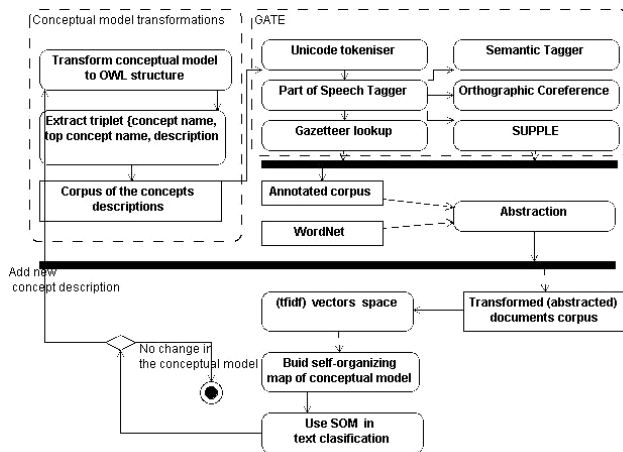 Conceptual model transformations
GATE
Transform conceptual model
to OWL structure
Extract triplet {concept name,
top concept name, description
Corpus of the concepts
descriptions
Unicode tokeniser
Semantic Tagger
Part of Speech Tagger
Orthographic Coreference
Gazetteer lookup
SUPPLE
Annotated corpus
WordNet
Abstraction
Add new
concept description
(tfidf) vectors space
Transformed (abstracted)
documents corpus
No change in
the conceptual model
Buid self-organizing
map of conceptual model
Use SOM in
text clasification